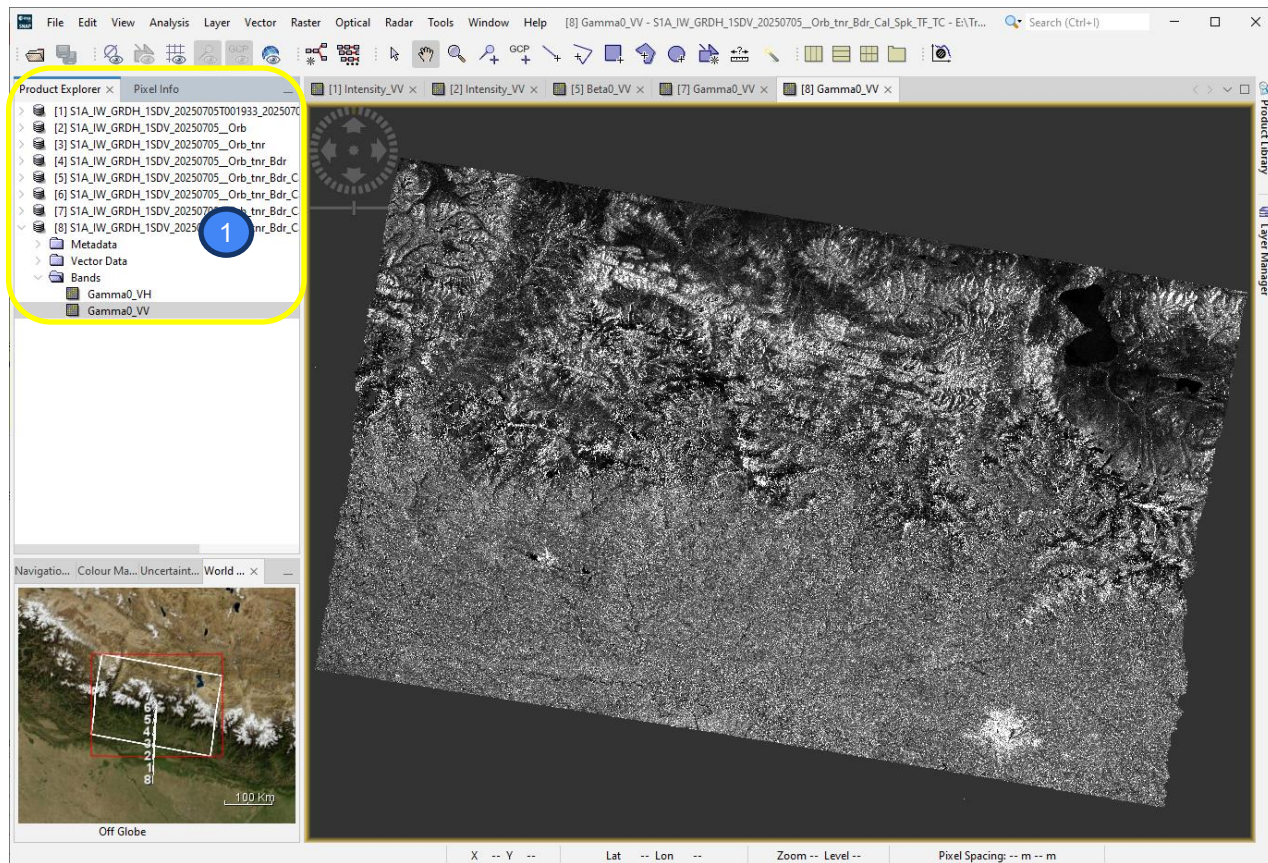 File Edit View Analysis Layer Vector Raster Optical Radar Tools Window Help [8] Gamma0_VV - S1A_IW_GRDH_1SDV_20250705__Orb_tnr_Bdr_Cal_Spk_TF_TC - E:\Tr... Search (Ctrl+I)
GCP GCP
Product Explorer Pixel Info
[1] Intensity_VV [2] Intensity_VV [5] Beta0_VV [7] Gamma0_VV [8] Gamma0_VV
[1] S1A_IW_GRDH_1SDV_20250705T001933_2025070
[2] S1A_IW_GRDH_1SDV_20250705__Orb
[3] S1A_IW_GRDH_1SDV_20250705__Orb_tnr
[4] S1A_IW_GRDH_1SDV_20250705__Orb_tnr_Bdr
[5] S1A_IW_GRDH_1SDV_20250705__Orb_tnr_Bdr_C
[6] S1A_IW_GRDH_1SDV_20250705__Orb_tnr_Bdr_C
[7] S1A_IW_GRDH_1SDV_2025070 Orb_tnr_Bdr_C
[8] S1A_IW_GRDH_1SDV_20250 tnr_Bdr_C
1
Metadata
Vector Data
Bands
Gamma0_VH
Gamma0_VV
Product Library
Layer Manager
Navigatio... Colour Ma... Uncertaint... World ...
7
6
5
4
3
2
1
8
100 Km
Off Globe
X -- Y -- Lat -- Lon -- Zoom -- Level -- Pixel Spacing: -- m -- m